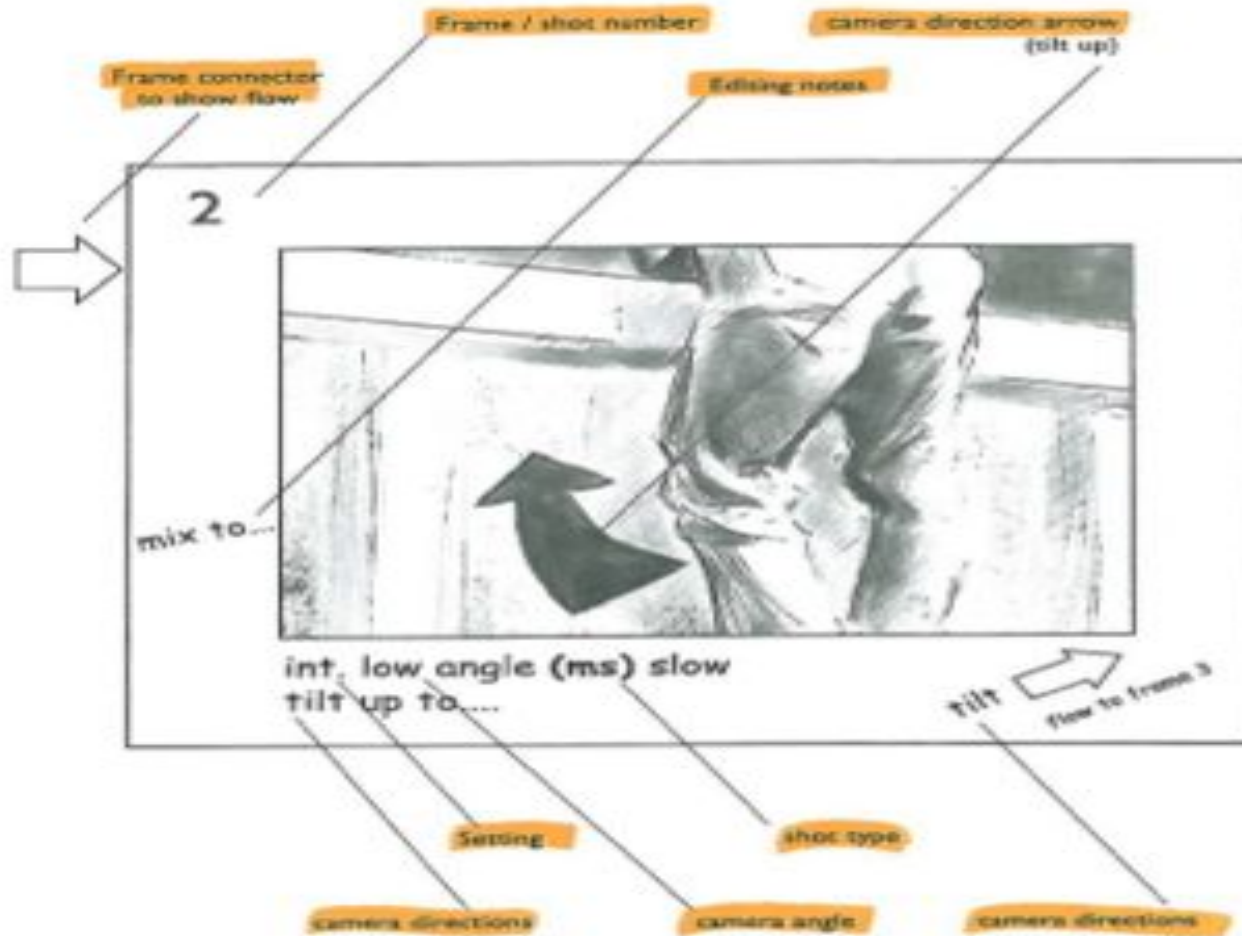 Frame / shot number
camera direction arrow
(tilt up)
Frame connector
to show flow
Editing notes
2
mix to...
int, low angle (ms) slow
tilt up to.....
tilt
flow to frame 3
Setting
shot type
camera directions
camera angle
camera directions